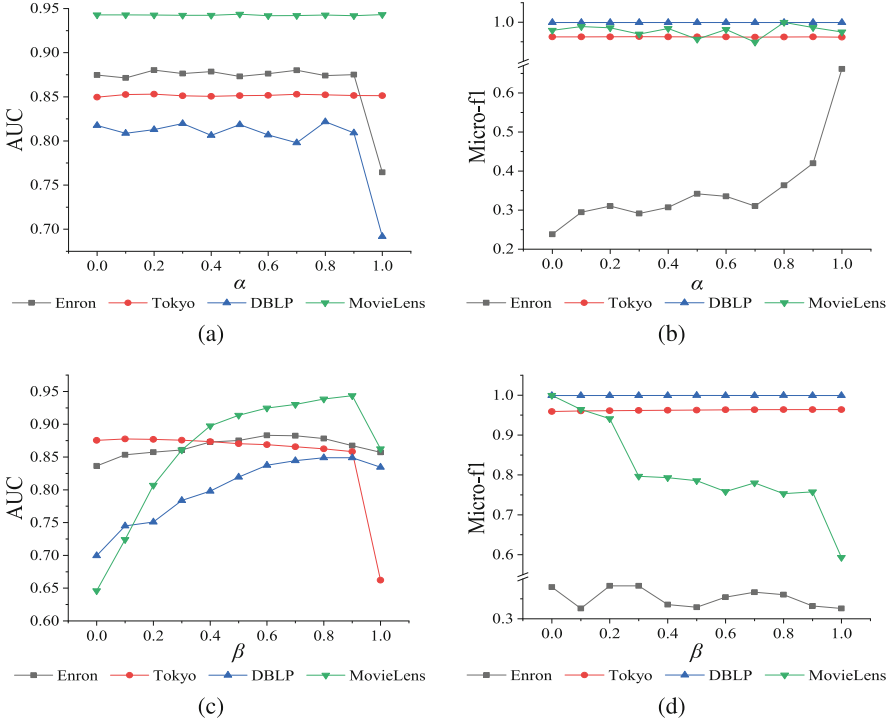 AUC
0.95
0.90
0.85
0.80
0.75
0.70
0.0 0.2 0.4 0.6 0.8 1.0
α
Enron Tokyo DBLP MovieLens
(a)
Micro-f1
1.0
0.6
0.5
0.4
0.3
0.2
0.0 0.2 0.4 0.6 0.8 1.0
α
Enron Tokyo DBLP MovieLens
(b)
AUC
0.95
0.90
0.85
0.80
0.75
0.70
0.65
0.60
0.0 0.2 0.4 0.6 0.8 1.0
β
Enron Tokyo DBLP MovieLens
(c)
Micro-f1
1.0
0.9
0.8
0.7
0.6
0.3
0.0 0.2 0.4 0.6 0.8 1.0
β
Enron Tokyo DBLP MovieLens
(d)